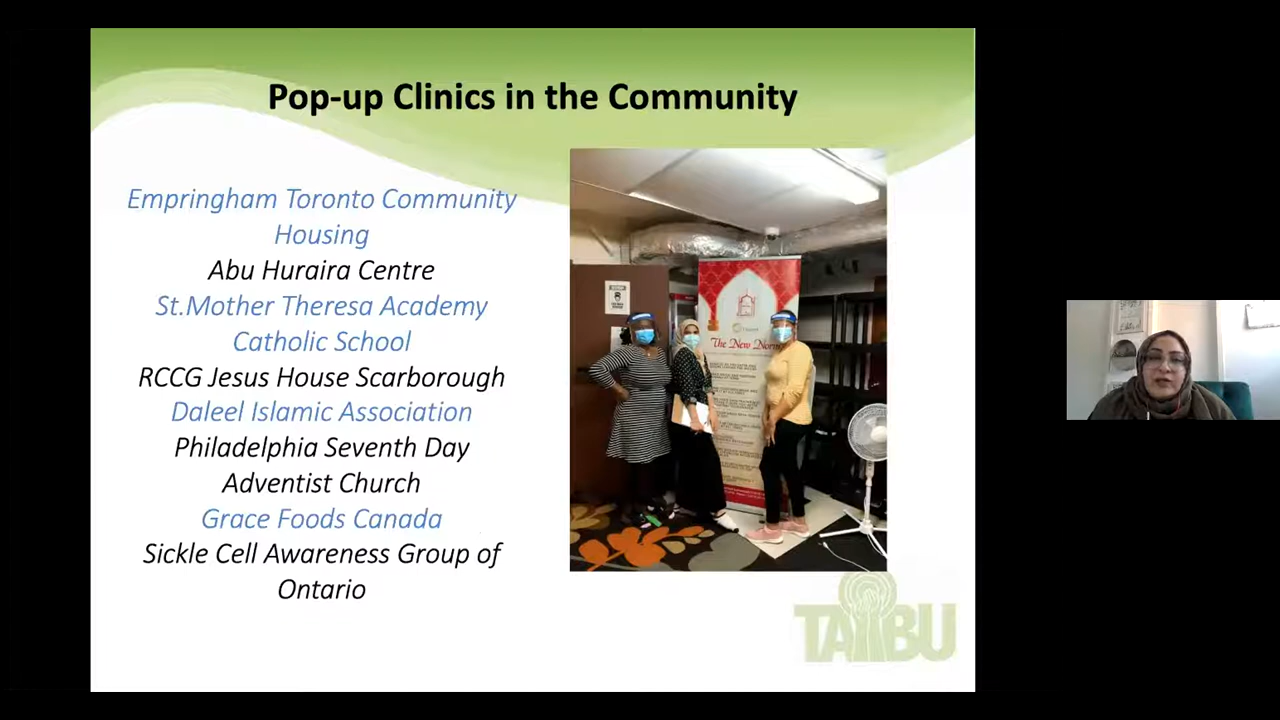 Pop-up Clinics in the Community
Empringham Toronto Community
Housing
Abu Huraira Centre
St.Mother Theresa Academy
Catholic School
RCCG Jesus House Scarborough
Daleel Islamic Association
Philadelphia Seventh Day
Adventist Church
Grace Foods Canada
Sickle Cell Awareness Group of
Ontario
The New
TAIBU